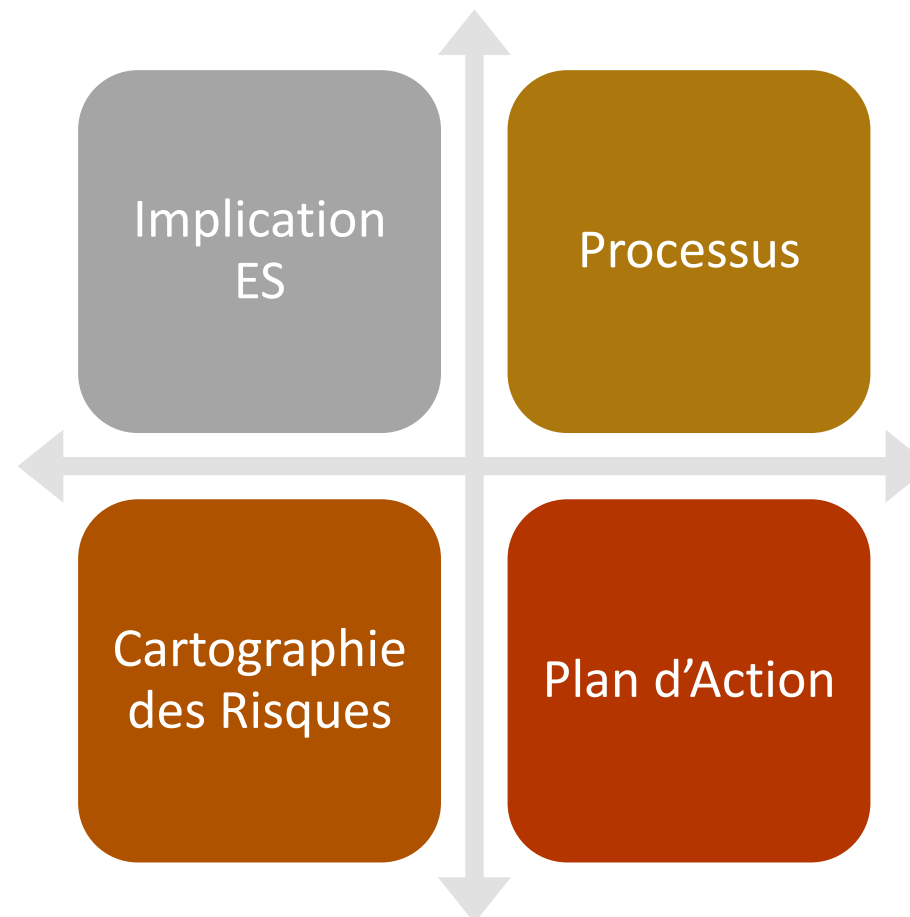 Implication
ES
Processus
Cartographie
des Risques
Plan d’Action